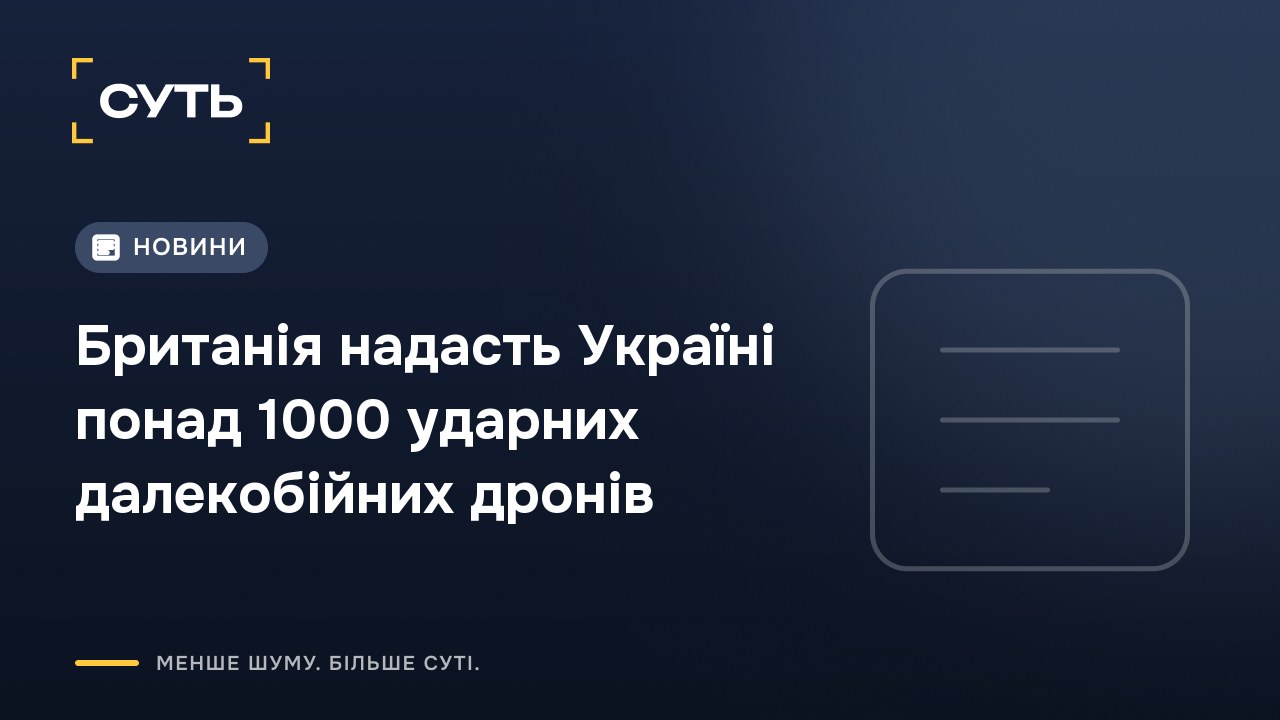 СУТЬ
НОВИНИ
Британія надасть Україні
понад 1000 ударних
далекобійних дронів
МЕНШЕ ШУМУ. БІЛЬШЕ СУТІ.